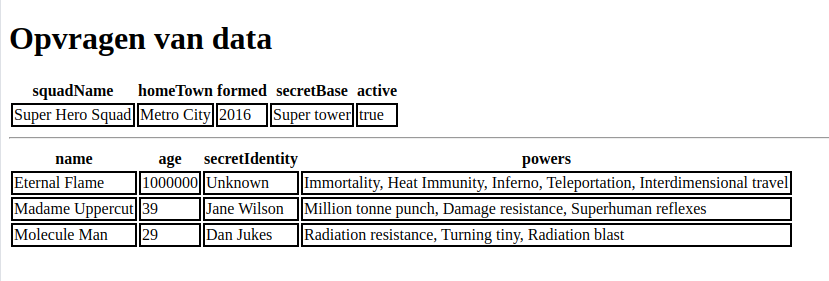 Opvragen van data
squadName homeTown formed secretBase active
Super Hero Squad Metro City 2016 Super tower true
name age secretIdentity powers
Eternal Flame 1000000 Unknown Immortality, Heat Immunity, Inferno, Teleportation, Interdimensional travel
Madame Uppercut 39 Jane Wilson Million tonne punch, Damage resistance, Superhuman reflexes
Molecule Man 29 Dan Jukes Radiation resistance, Turning tiny, Radiation blast